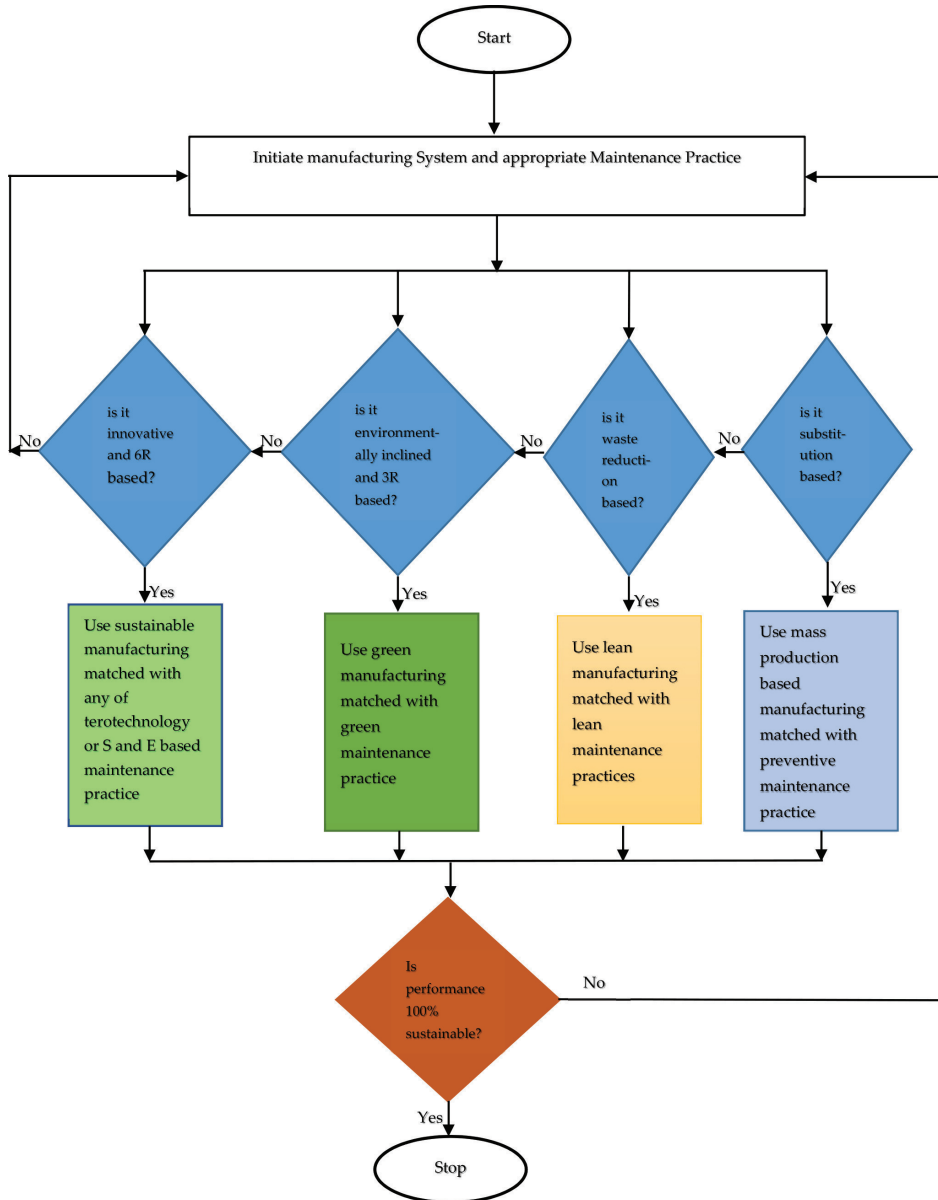 Start
Initiate manufacturing System and appropriate Maintenance Practice
is it
innovative
and 6R
based?
is it
environment-
ally inclined
and 3R
based?
is it
waste
reducti-
on
based?
is it
substit-
ution
based?
No
No
No
No
Yes
Yes
Yes
Yes
Use sustainable
manufacturing
matched with
any of
terotechnology
or S and E based
maintenance
practice
Use green
manufacturing
matched with
green
maintenance
practice
Use lean
manufacturing
matched with
lean
maintenance
practices
Use mass
production
based
manufacturing
matched with
preventive
maintenance
practice
Is
performance
100%
sustainable?
No
Yes
Stop